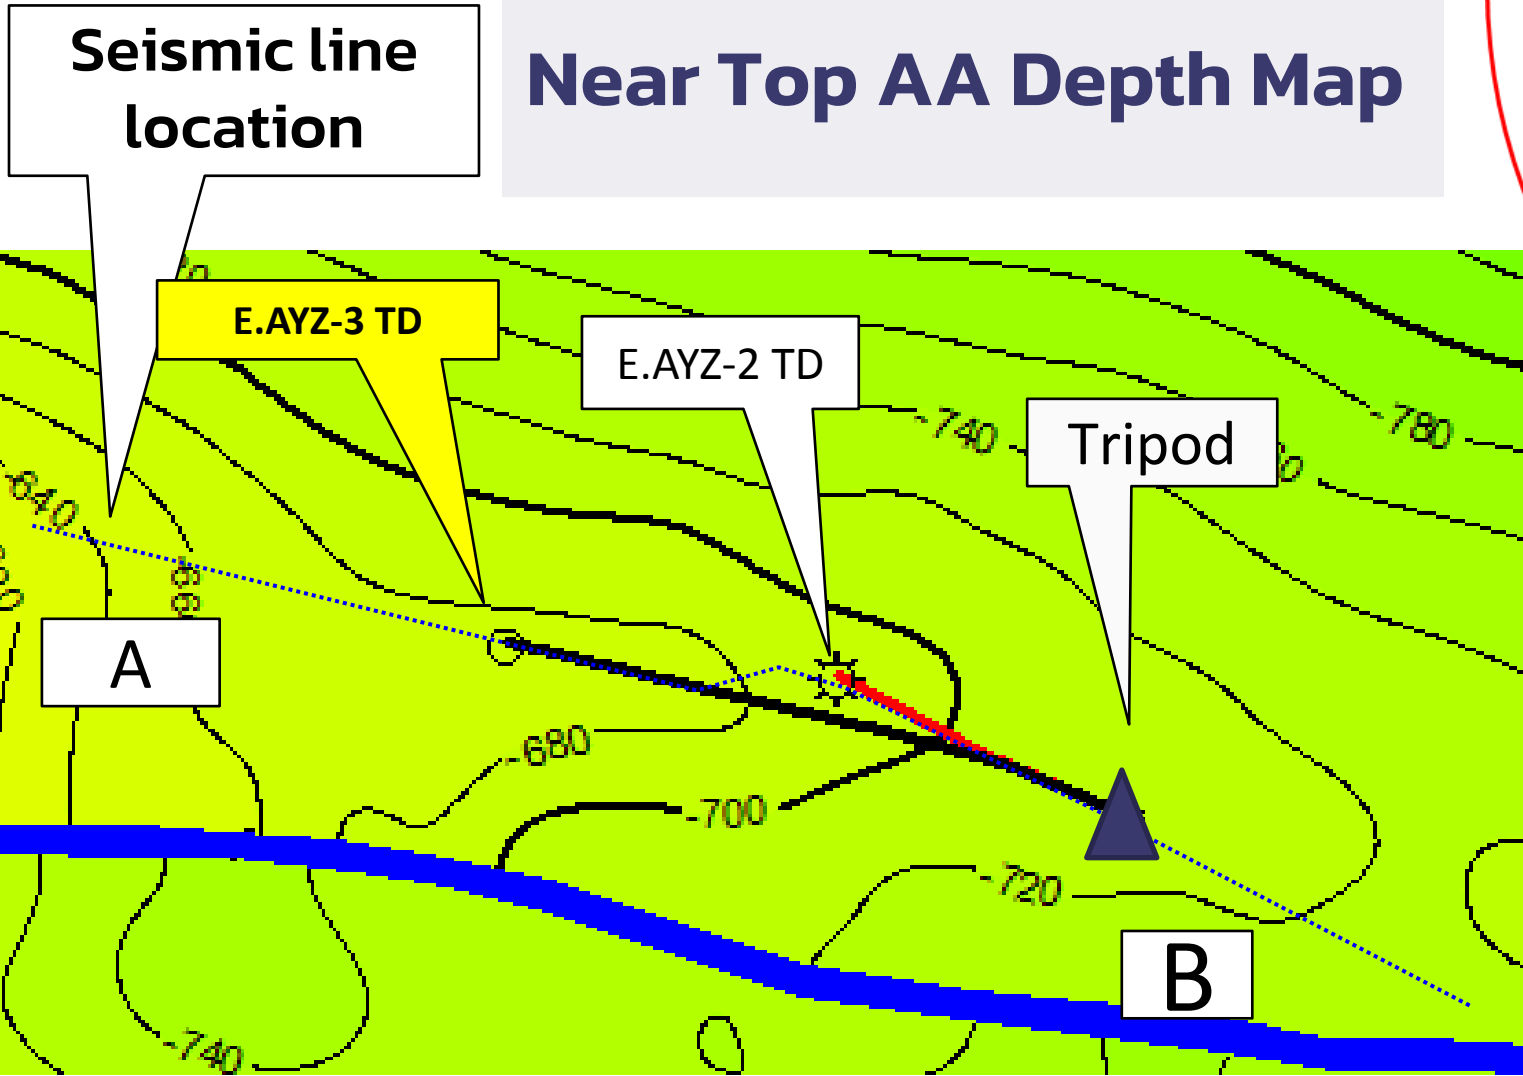 Seismic line
location
Near Top AA Depth Map
E.AYZ-3 TD
E.AYZ-2 TD
-740
-780
Tripod
-640
A
-680
-700
-720
B
-740